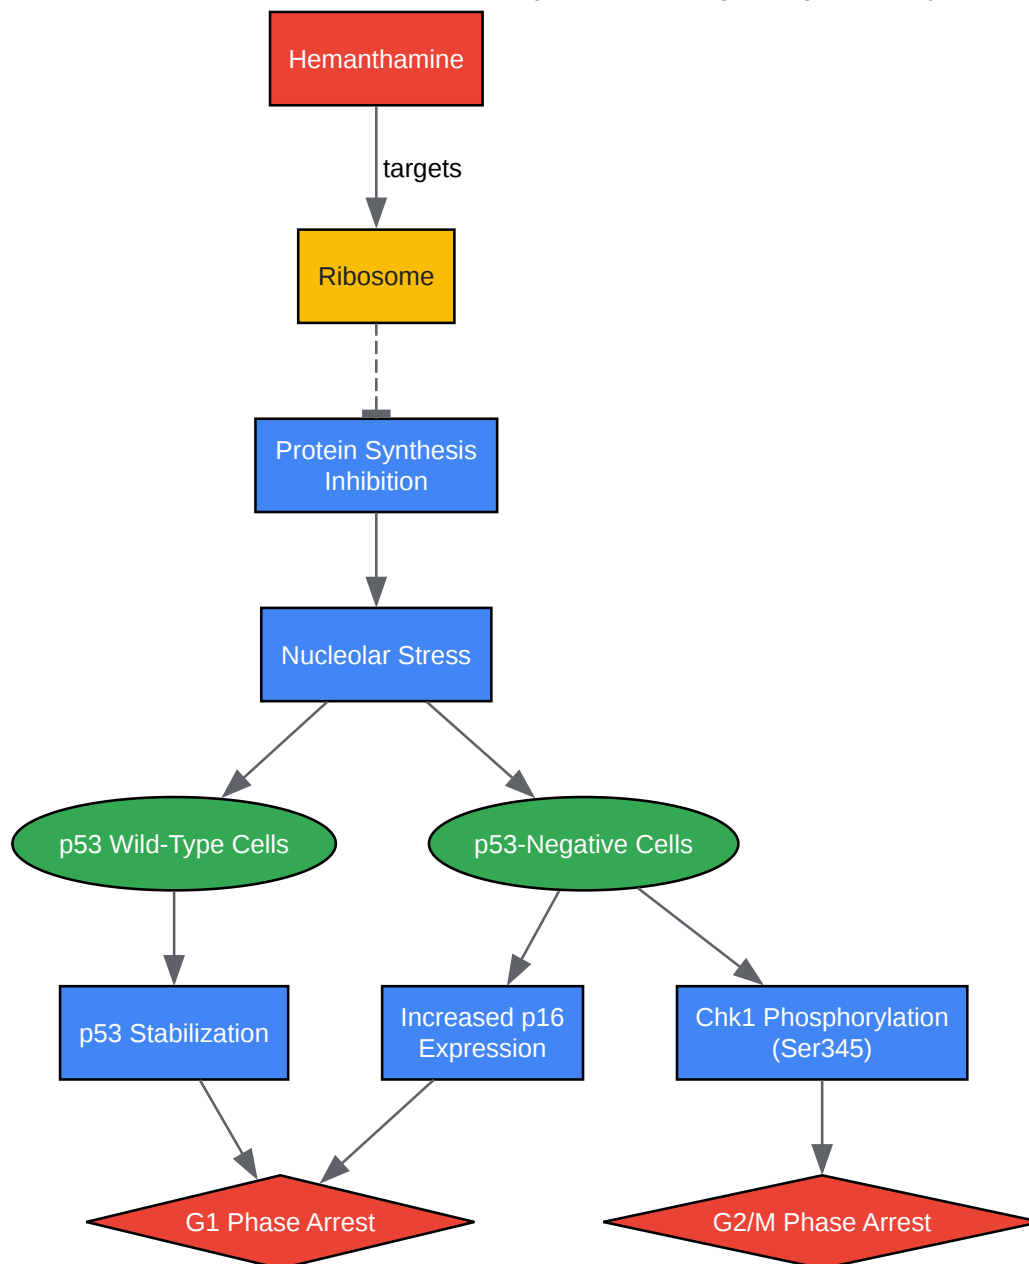 Hemanthamine
targets
Ribosome
Protein Synthesis
Inhibition
Nucleolar Stress
p53 Wild-Type Cells
p53-Negative Cells
p53 Stabilization
Increased p16
Expression
Chk1 Phosphorylation
(Ser345)
G1 Phase Arrest
G2/M Phase Arrest